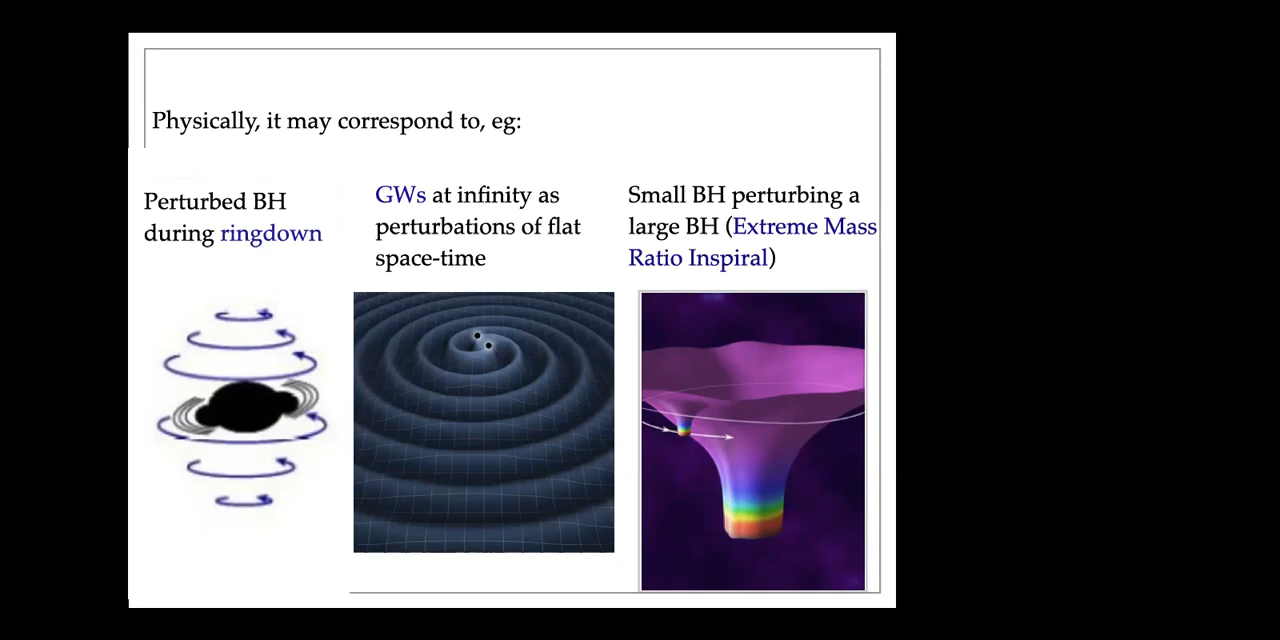 Physically, it may correspond to, eg:
Perturbed BH
during ringdown
GWs at infinity as
perturbations of flat
space-time
Small BH perturbing a
large BH (Extreme Mass
Ratio Inspiral)